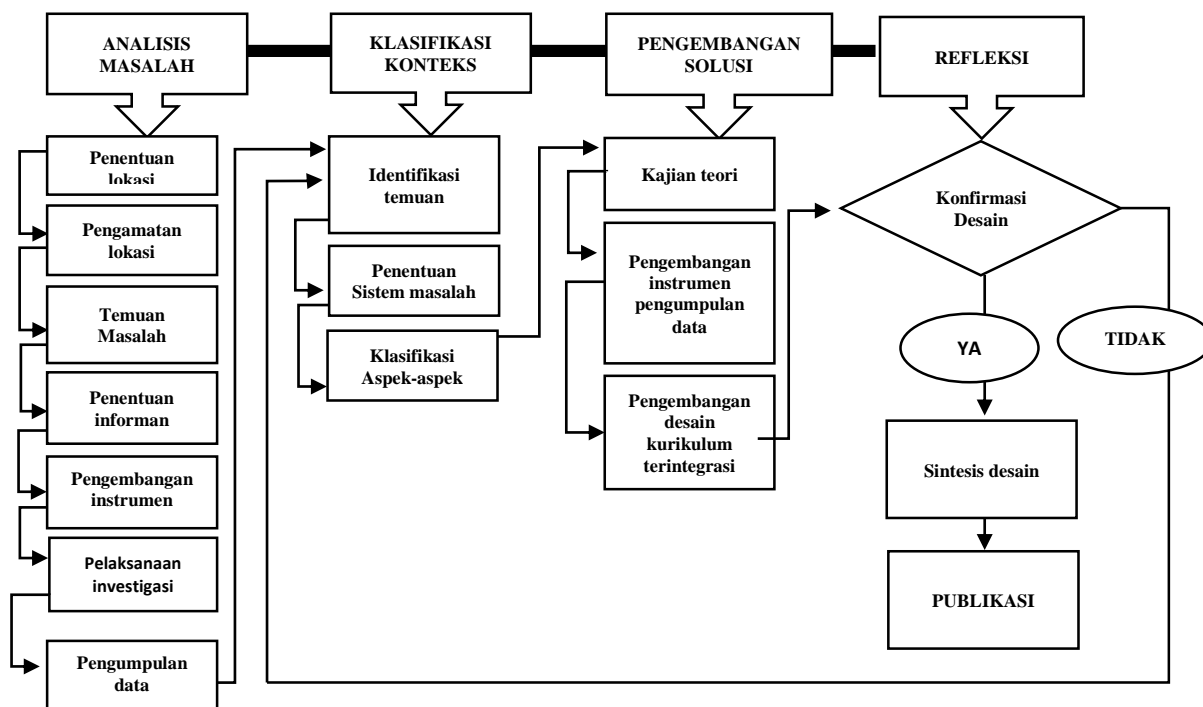 ANALISIS
MASALAH
Penentuan
lokasi
Pengamatan
lokasi
Temuan
Masalah
Penentuan
informan
Pengembangan
instrumen
Pelaksanaan
investigasi
Pengumpulan
data
KLASIFIKASI
KONTEKS
Identifikasi
temuan
Penentuan
Sistem masalah
Klasifikasi
Aspek-aspek
PENGEMBANGAN
SOLUSI
Kajian teori
Pengembangan
instrumen
pengumpulan
data
Pengembangan
desain
kurikulum
terintegrasi
REFLEKSI
Konfirmasi
Desain
YA
TIDAK
Sintesis desain
PUBLIKASI